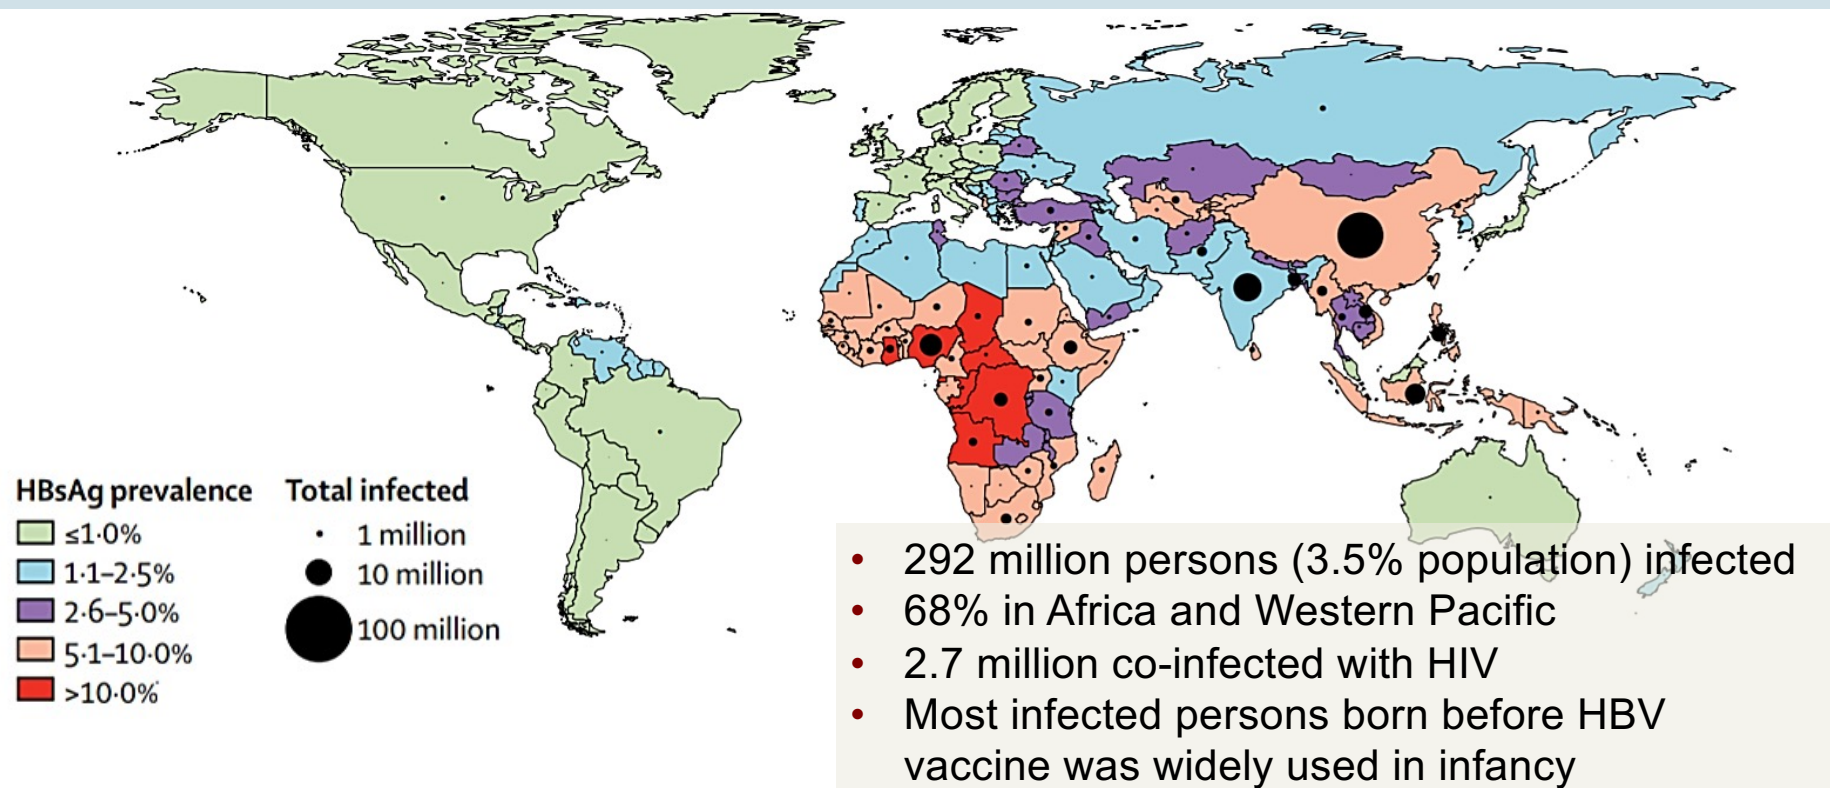 HBsAg prevalence
≤1·0%
1·1–2·5%
2·6–5·0%
5·1–10·0%
>10·0%
Total infected
1 million
10 million
100 million
• 292 million persons (3.5% population) infected
• 68% in Africa and Western Pacific
• 2.7 million co-infected with HIV
• Most infected persons born before HBV
vaccine was widely used in infancy